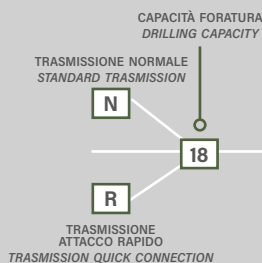 CAPACITÀ FORATURA
DRILLING CAPACITY
TRASMISSIONE NORMALE
STANDARD TRASMISSION
N
18
R
TRASMISSIONE
ATTACCO RAPIDO
TRASMISSION QUICK CONNECTION